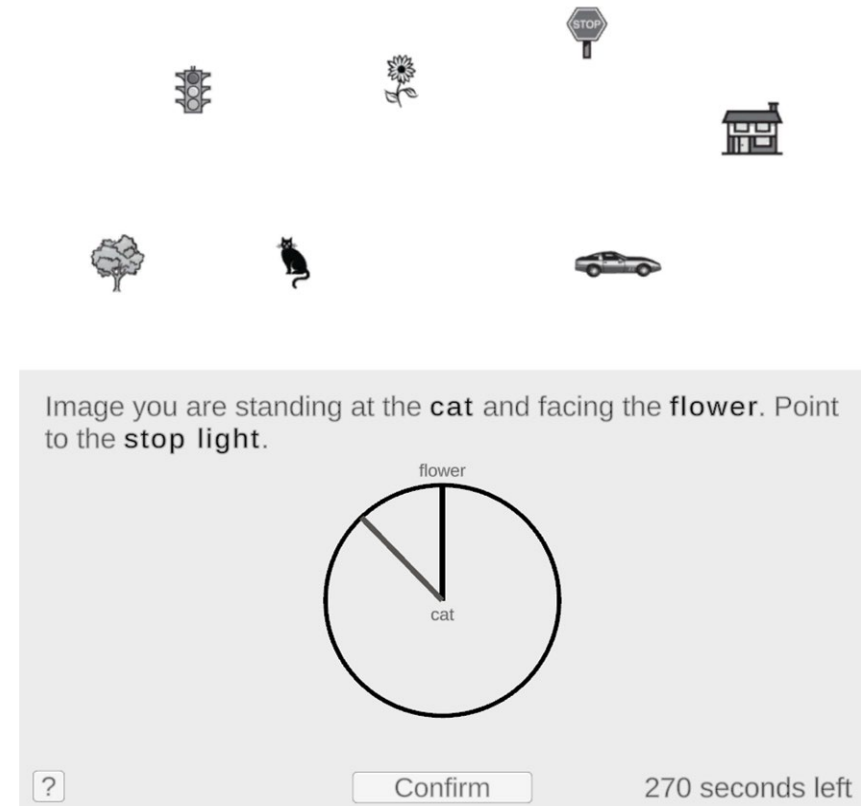 STOP
Image you are standing at the cat and facing the flower. Point
to the stop light.
flower
cat
?
Confirm
270 seconds left